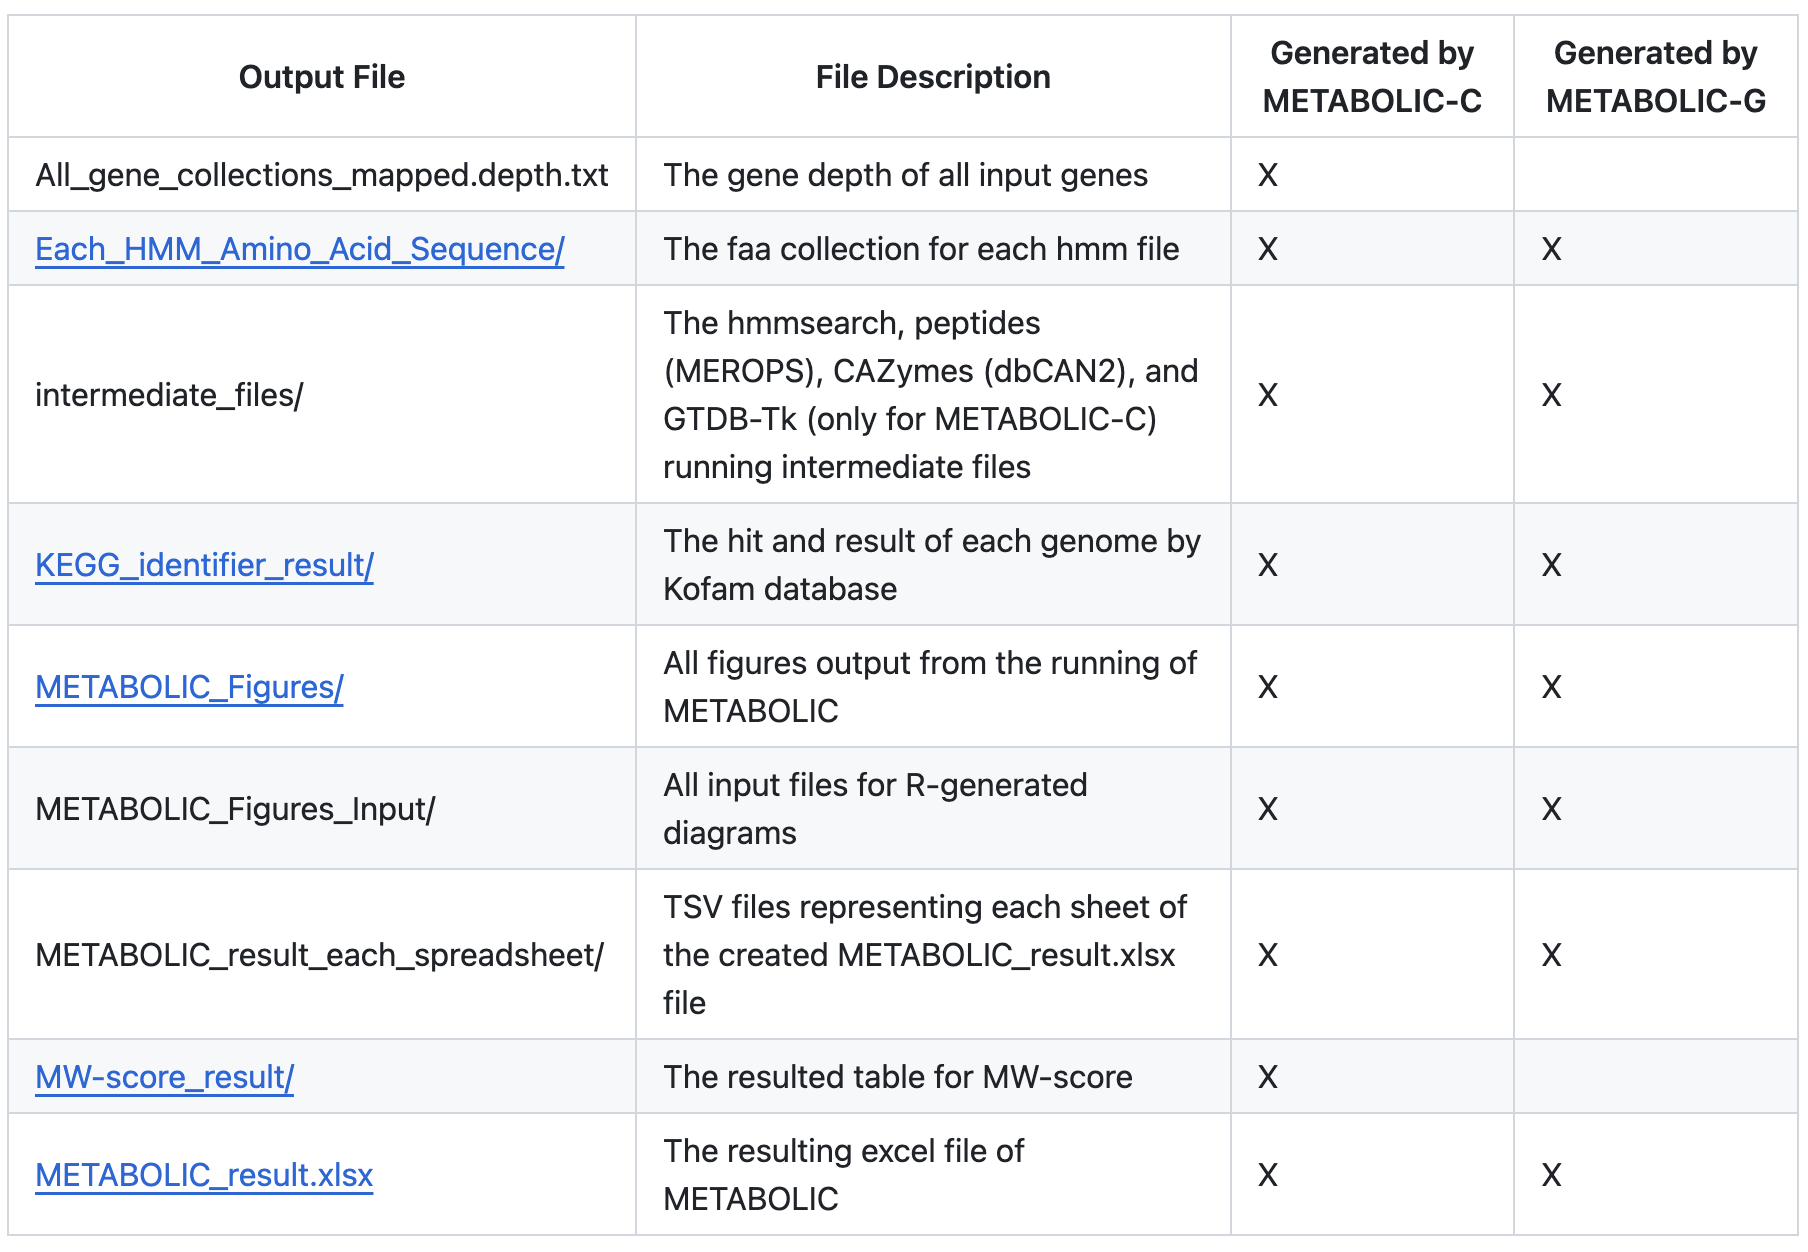 Output File
File Description
Generated by
METABOLIC-C
Generated by
METABOLIC-G
All_gene_collections_mapped.depth.txt
The gene depth of all input genes
X
Each_HMM_Amino_Acid_Sequence/
The faa collection for each hmm file
X
X
intermediate_files/
The hmmsearch, peptides
(MEROPS), CAZymes (dbCAN2), and
GTDB-Tk (only for METABOLIC-C)
running intermediate files
X
X
KEGG_identifier_result/
The hit and result of each genome by
Kofam database
X
X
METABOLIC_Figures/
All figures output from the running of
METABOLIC
X
X
METABOLIC_Figures_Input/
All input files for R-generated
diagrams
X
X
METABOLIC_result_each_spreadsheet/
TSV files representing each sheet of
the created METABOLIC_result.xlsx
file
X
X
MW-score_result/
The resulted table for MW-score
X
METABOLIC_result.xlsx
The resulting excel file of
METABOLIC
X
X